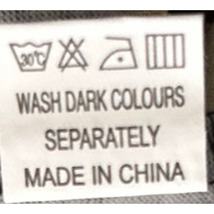 30°C
WASH DARK COLOURS
SEPARATELY
MADE IN CHINA